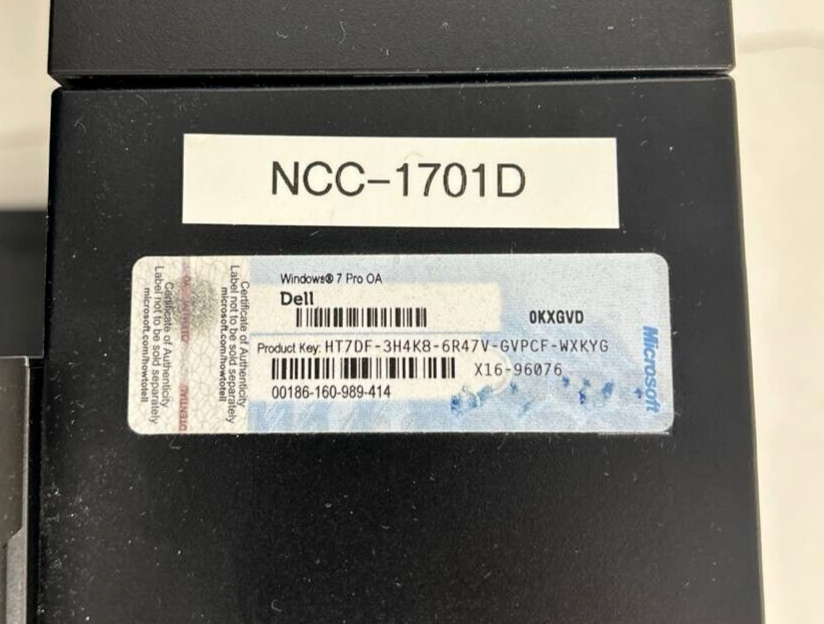 NCC-1701D
Certificate of Authenticity
Label not to be sold separately
microsoft.com/howtotell
Certificate of Authenticity
Label not to be sold separately
microsoft.com/howtotell
Windows® 7 Pro OA
Dell
0KXGVD
Product Key: HT7DF-3H4K8-6R47V-GVPCF-WXKYG
X16-96076
00186-160-989-414
Microsoft